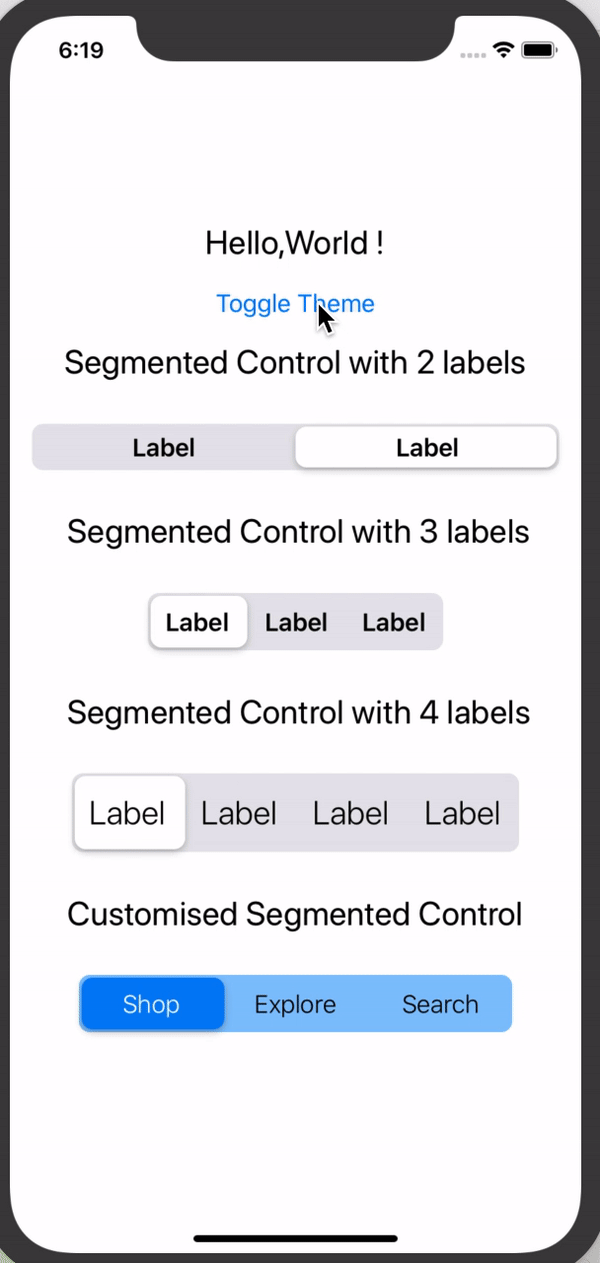 6:19
Hello,World !
Toggle Theme
Segmented Control with 2 labels
Label Label
Segmented Control with 3 labels
Label Label Label
Segmented Control with 4 labels
Label Label Label Label
Customised Segmented Control
Shop Explore Search